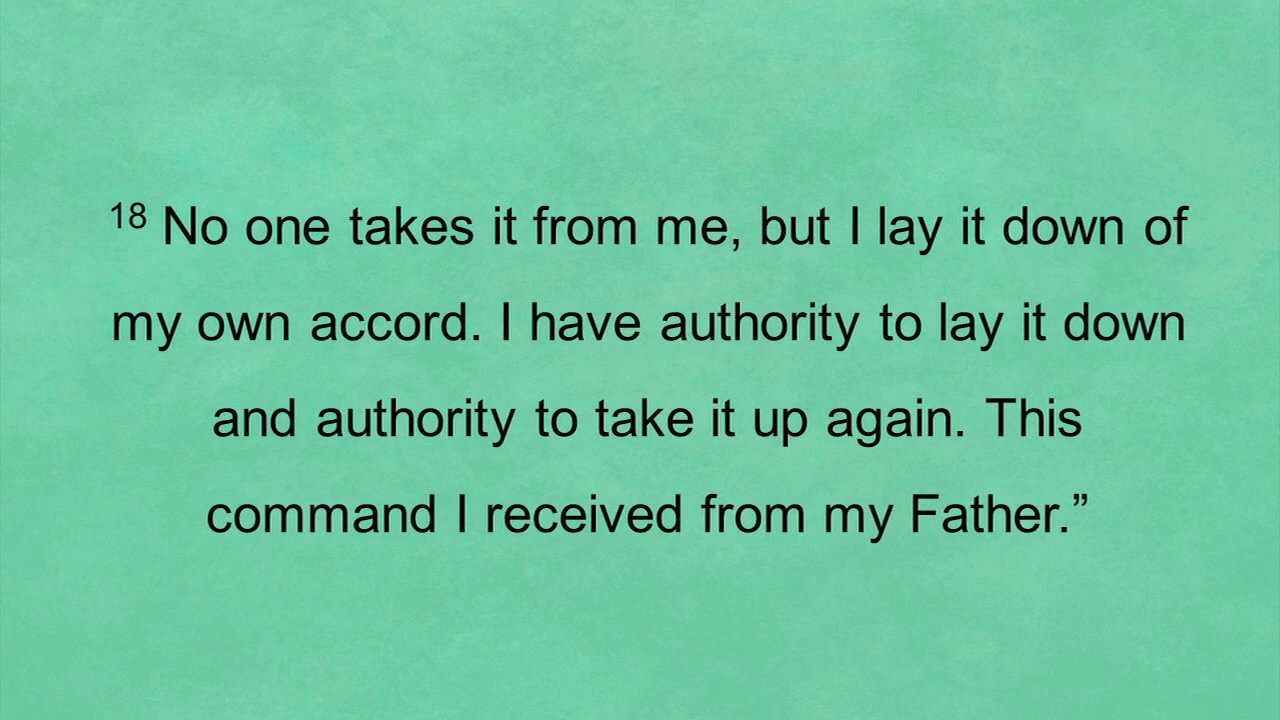 18 No one takes it from me, but I lay it down of
my own accord. I have authority to lay it down
and authority to take it up again. This
command I received from my Father.”